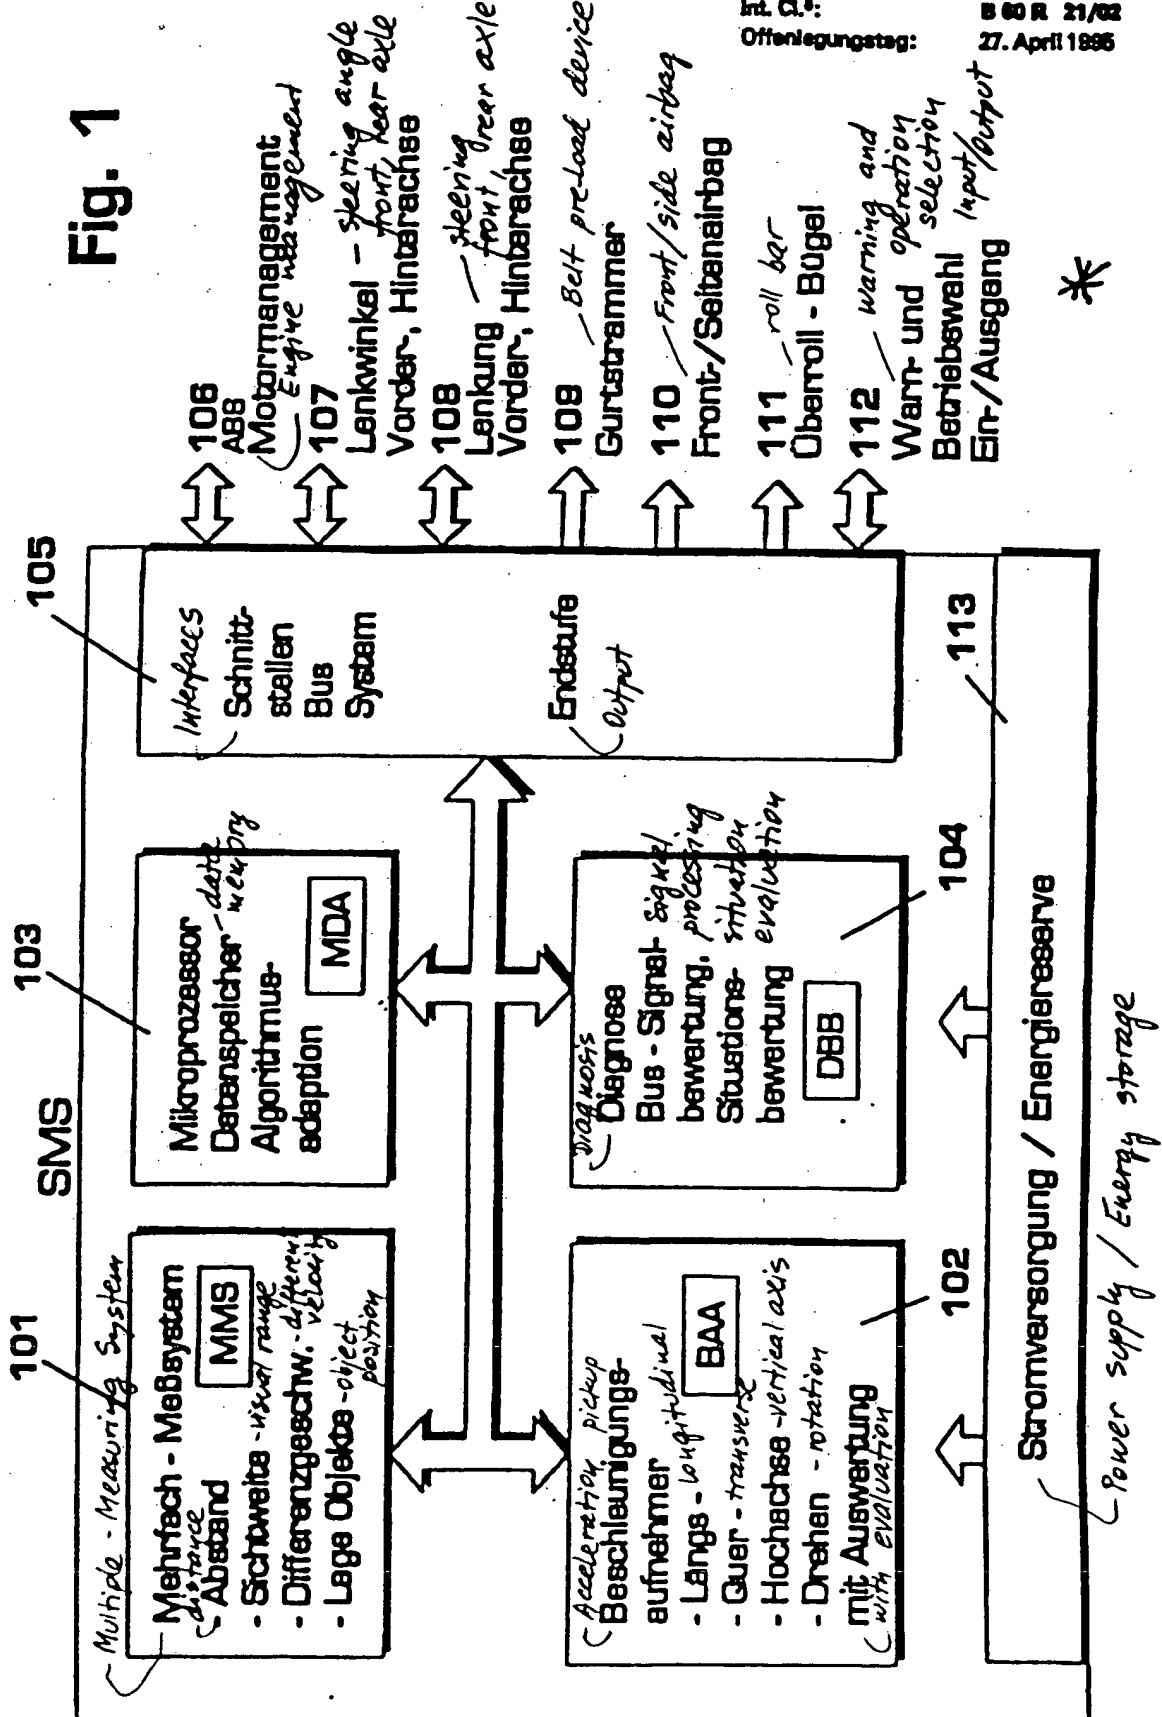 Int. Cl.⁶: B 60 R 21/02
Offenlegungstag: 27. April 1995
Fig. 1
SMS
101
Multiple - Measuring System
Mehrfach - Meßsystem
distance
- Abstand
MMS
- Sichtweite - visual range
- Differenzgeschw. - different velocity
- Lage Objekte - object position
103
Mikroprozessor
Datenspeicher - data memory
Algorithmus-
adaption
MDA
105
Interfaces
Schnitt-
stellen
Bus
System
Endstufe
Output
Acceleration pickup
Beschleunigungs-
aufnehmer
- Längs - longitudinal
BAA
- Quer - transverse
- Hochachse - vertical axis
- Drehen - rotation
mit Auswertung
with evaluation
102
Diagnosis
Diagnose
Bus - Signal- signal
bewertung, processing
Situations- situation
bewertung evaluation
DBB
104
113
Stromversorgung / Energiereserve
Power supply / Energy storage
106
ABS
Motormanagement
Engine management
107
Lenkwinkel - steering angle
Vorder-, Hinterachse front, rear axle
108
Lenkung - steering
Vorder-, Hinterachse front, rear axle
109
Gurtstrammer - Belt pre-load device
110
Front-/Seitenairbag - Front/side airbag
111
Überroll - Bügel - roll bar
112
Warn- und - warning and
Betriebswahl operation selection
Ein-/Ausgang Input/Output
*